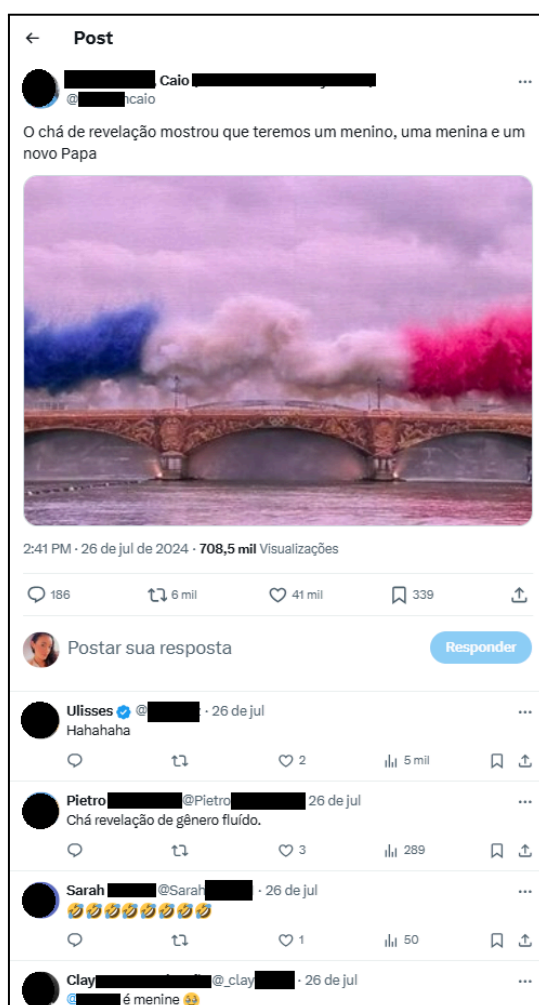 Post
Caio
@ncaio
O chá de revelação mostrou que teremos um menino, uma menina e um
novo Papa
2:41 PM · 26 de jul de 2024 · 708,5 mil Visualizações
186 6 mil 41 mil 339
Postar sua resposta Responder
Ulisses @ · 26 de jul
Hahahaha
2 5 mil
Pietro @Pietro 26 de jul
Chá revelação de gênero fluído.
3 289
Sarah @Sarah · 26 de jul
🤣🤣🤣🤣🤣🤣🤣🤣
1 50
Clay @_clay · 26 de jul
@ é menine 🥹